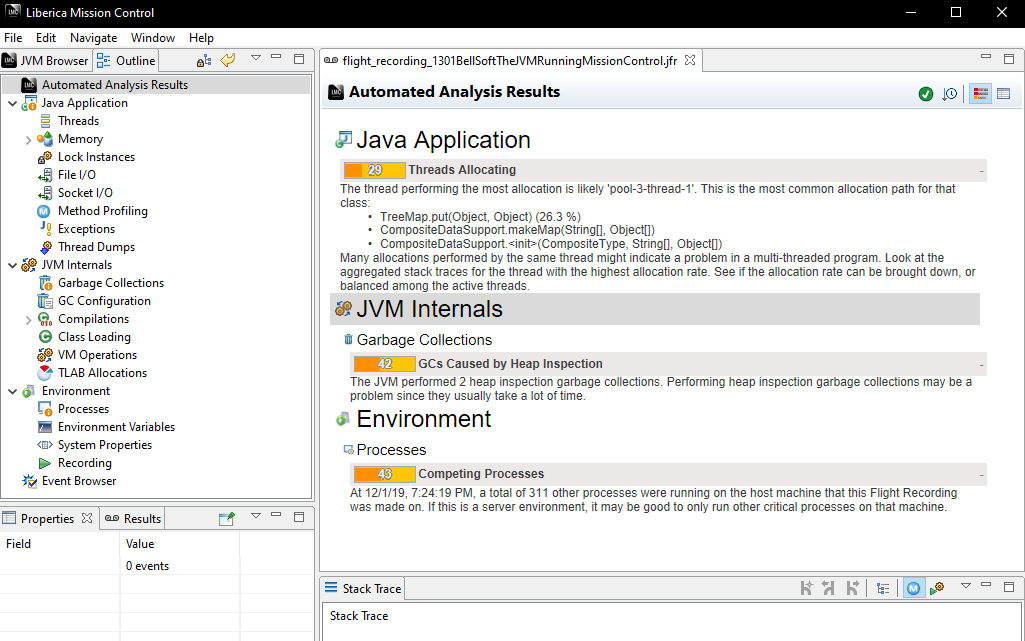 Liberica Mission Control
File Edit Navigate Window Help
JVM Browser Outline
Automated Analysis Results
Java Application
Threads
Memory
Lock Instances
File I/O
Socket I/O
Method Profiling
Exceptions
Thread Dumps
JVM Internals
Garbage Collections
GC Configuration
Compilations
Class Loading
VM Operations
TLAB Allocations
Environment
Processes
Environment Variables
System Properties
Recording
Event Browser
Properties Results
Field Value
0 events
flight_recording_1301BellSoftTheJVMRunningMissionControl.jfr
LMC Automated Analysis Results
Java Application
29 Threads Allocating -
The thread performing the most allocation is likely 'pool-3-thread-1'. This is the most common allocation path for that
class:
• TreeMap.put(Object, Object) (26.3 %)
• CompositeDataSupport.makeMap(String[], Object[])
• CompositeDataSupport.<init>(CompositeType, String[], Object[])
Many allocations performed by the same thread might indicate a problem in a multi-threaded program. Look at the
aggregated stack traces for the thread with the highest allocation rate. See if the allocation rate can be brought down, or
balanced among the active threads.
JVM Internals
Garbage Collections
42 GCs Caused by Heap Inspection -
The JVM performed 2 heap inspection garbage collections. Performing heap inspection garbage collections may be a
problem since they usually take a lot of time.
Environment
Processes
43 Competing Processes -
At 12/1/19, 7:24:19 PM, a total of 311 other processes were running on the host machine that this Flight Recording
was made on. If this is a server environment, it may be good to only run other critical processes on that machine.
Stack Trace
Stack Trace